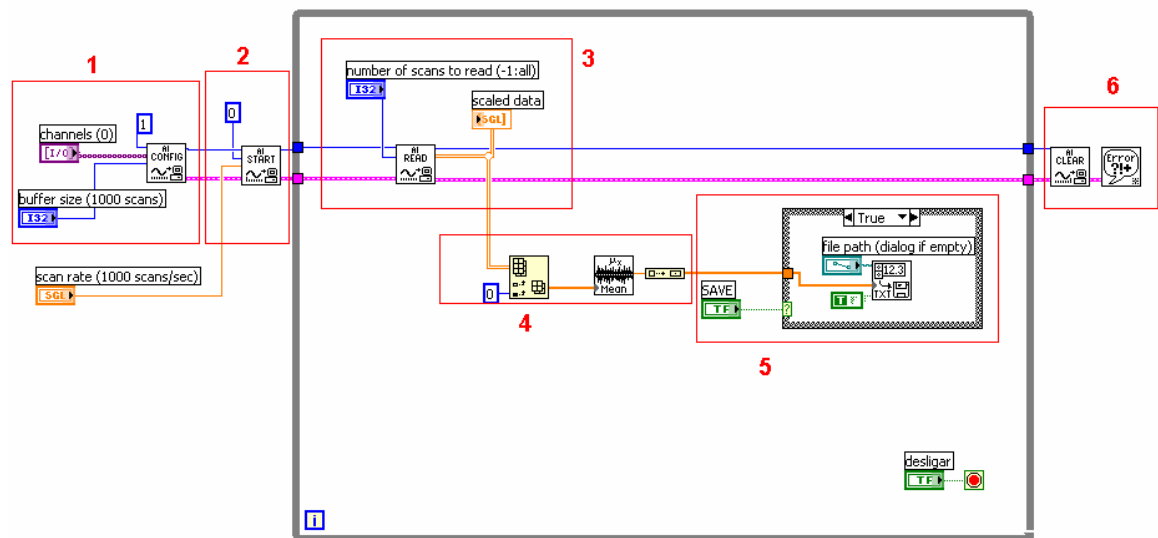 1
2
3
6
number of scans to read (-1:all)
I32
scaled data
SGL]
channels (0)
[I/O
1
AI
CONFIG
0
AI
START
AI
READ
AI
CLEAR
Error
?!+
buffer size (1000 scans)
I32
scan rate (1000 scans/sec)
SGL
0
μx
Mean
4
True
file path (dialog if empty)
12.3
TXT
T F
SAVE
TF
?
5
desligar
TF
i